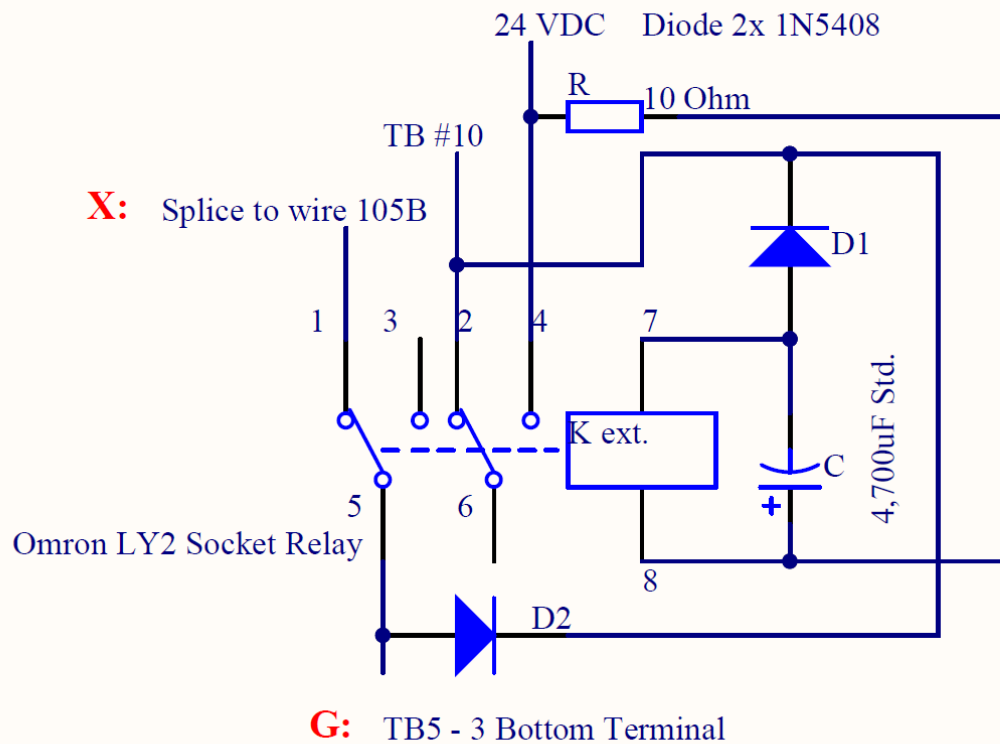 24 VDC
Diode 2x 1N5408
R
10 Ohm
TB #10
X: Splice to wire 105B
D1
1
3
2
4
7
K ext.
C
4,700uF Std.
+
5
6
Omron LY2 Socket Relay
8
D2
G: TB5 - 3 Bottom Terminal